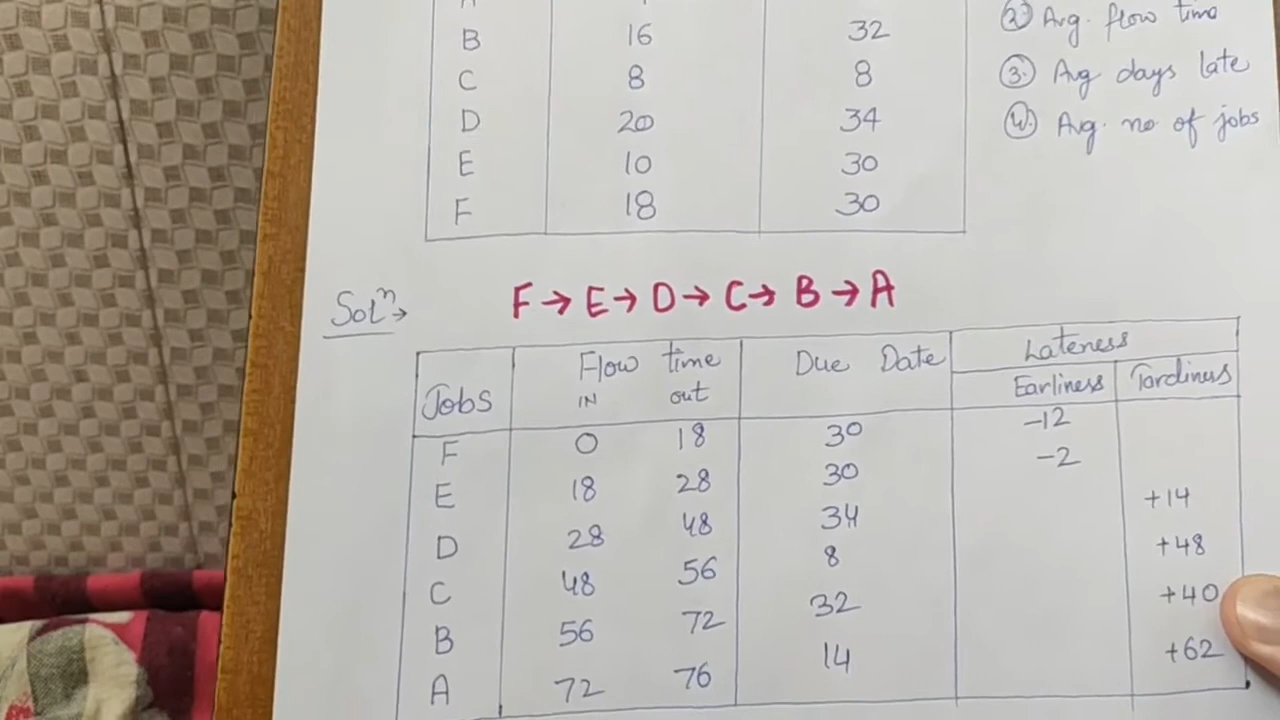 ② Avg. flow time
B 16 32
③ Avg days late
C 8 8
④ Avg. no of jobs
D 20 34
E 10 30
F 18 30
Solⁿ→ F→E→D→C→B→A
Jobs Flow time Due Date Lateness
IN out Earliness Tardiness
F 0 18 30 -12
E 18 28 30 -2
D 28 48 34 +14
C 48 56 8 +48
B 56 72 32 +40
A 72 76 14 +62